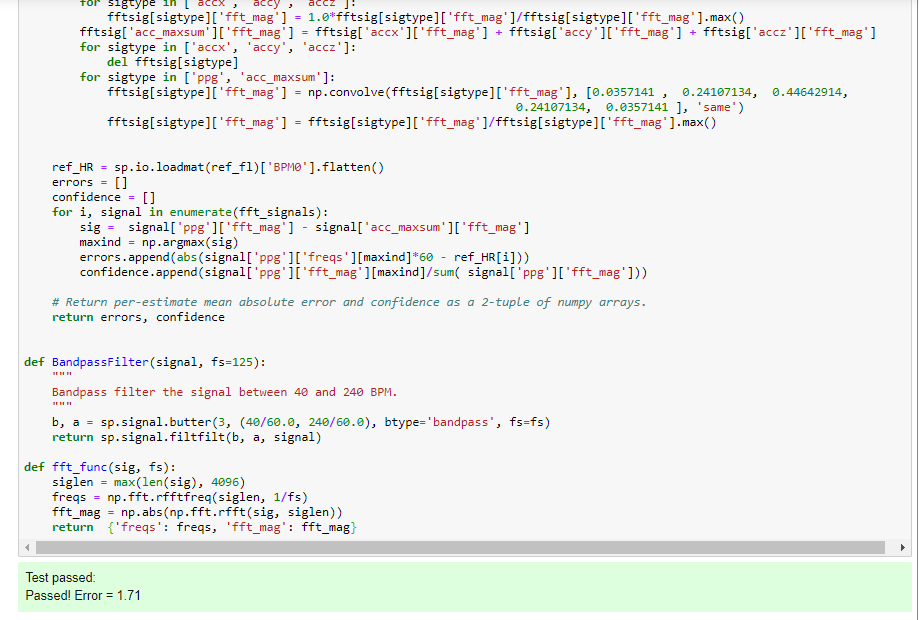 for sigtype in ['accx', 'accy', 'accz']:
fftsig[sigtype]['fft_mag'] = 1.0*fftsig[sigtype]['fft_mag']/fftsig[sigtype]['fft_mag'].max()
fftsig['acc_maxsum']['fft_mag'] = fftsig['accx']['fft_mag'] + fftsig['accy']['fft_mag'] + fftsig['accz']['fft_mag']
for sigtype in ['accx', 'accy', 'accz']:
del fftsig[sigtype]
for sigtype in ['ppg', 'acc_maxsum']:
fftsig[sigtype]['fft_mag'] = np.convolve(fftsig[sigtype]['fft_mag'], [0.0357141 ,  0.24107134,  0.44642914,
0.24107134,  0.0357141 ], 'same')
fftsig[sigtype]['fft_mag'] = fftsig[sigtype]['fft_mag']/fftsig[sigtype]['fft_mag'].max()
ref_HR = sp.io.loadmat(ref_fl)['BPM0'].flatten()
errors = []
confidence = []
for i, signal in enumerate(fft_signals):
sig =  signal['ppg']['fft_mag'] - signal['acc_maxsum']['fft_mag']
maxind = np.argmax(sig)
errors.append(abs(signal['ppg']['freqs'][maxind]*60 - ref_HR[i]))
confidence.append(signal['ppg']['fft_mag'][maxind]/sum( signal['ppg']['fft_mag']))
# Return per-estimate mean absolute error and confidence as a 2-tuple of numpy arrays.
return errors, confidence
def BandpassFilter(signal, fs=125):
"""
Bandpass filter the signal between 40 and 240 BPM.
"""
b, a = sp.signal.butter(3, (40/60.0, 240/60.0), btype='bandpass', fs=fs)
return sp.signal.filtfilt(b, a, signal)
def fft_func(sig, fs):
siglen = max(len(sig), 4096)
freqs = np.fft.rfftfreq(siglen, 1/fs)
fft_mag = np.abs(np.fft.rfft(sig, siglen))
return  {'freqs': freqs, 'fft_mag': fft_mag}
Test passed:
Passed! Error = 1.71